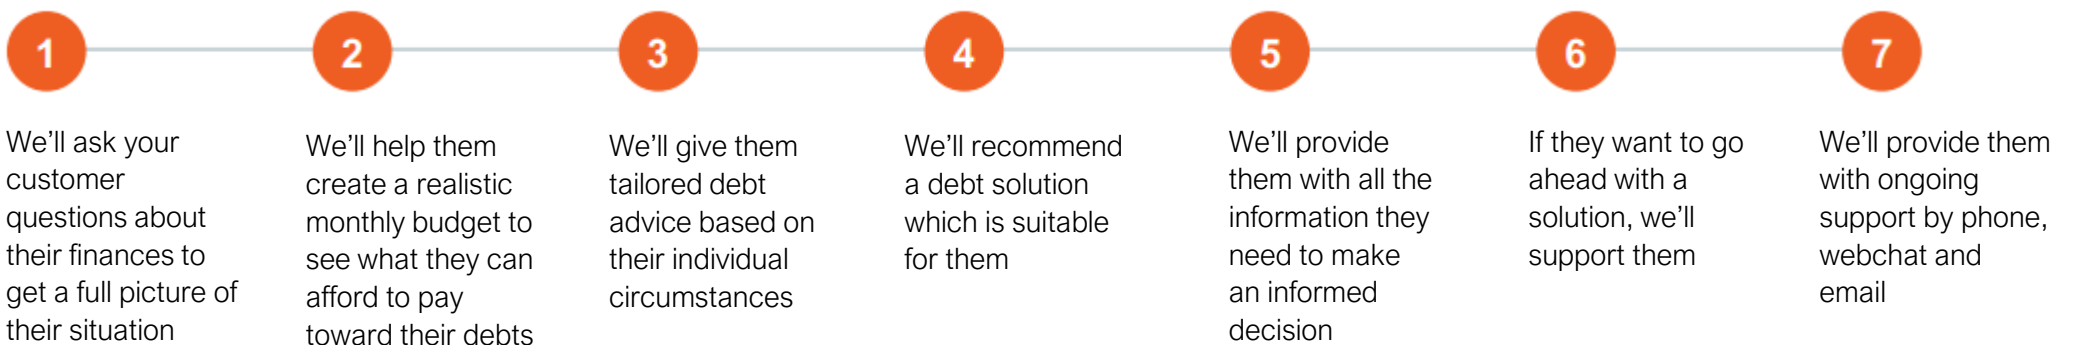 1
We'll ask your
customer
questions about
their finances to
get a full picture of
their situation
2
We'll help them
create a realistic
monthly budget to
see what they can
afford to pay
toward their debts
3
We'll give them
tailored debt
advice based on
their individual
circumstances
4
We'll recommend
a debt solution
which is suitable
for them
5
We'll provide
them with all the
information they
need to make
an informed
decision
6
If they want to go
ahead with a
solution, we'll
support them
7
We'll provide them
with ongoing
support by phone,
webchat and
email